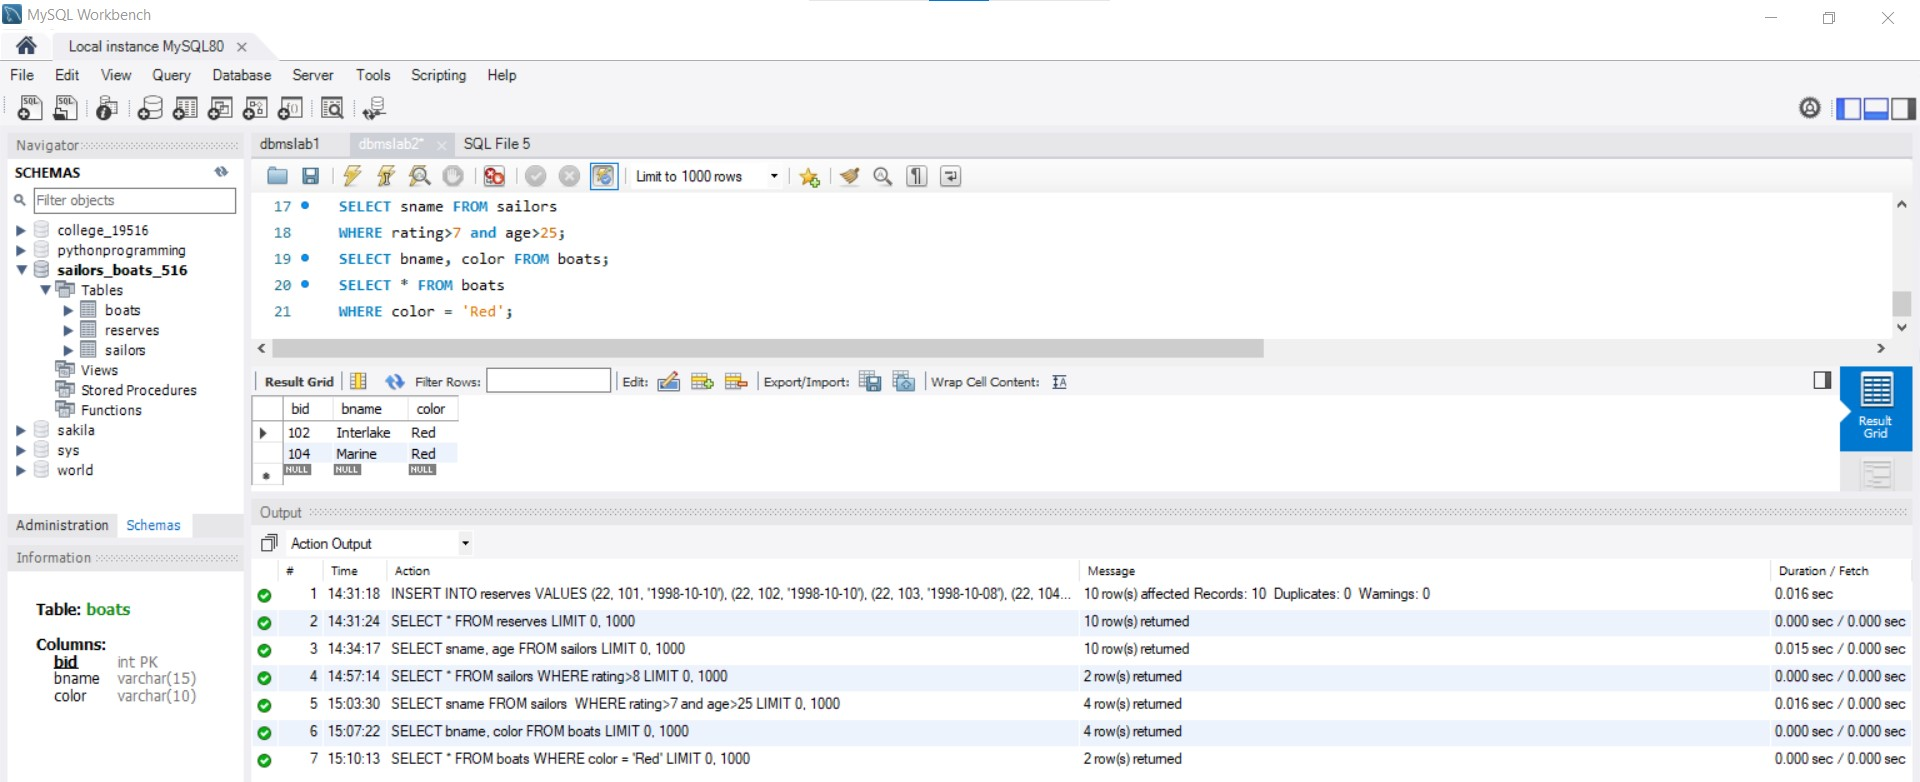 MySQL Workbench
Local instance MySQL80
File Edit View Query Database Server Tools Scripting Help
Navigator
SCHEMAS
Filter objects
college_19516
pythonprogramming
sailors_boats_516
Tables
boats
reserves
sailors
Views
Stored Procedures
Functions
sakila
sys
world
Administration Schemas
Information
Table: boats
Columns:
bid int PK
bname varchar(15)
color varchar(10)
dbmslab1 dbmslab2* SQL File 5
Limit to 1000 rows
17 SELECT sname FROM sailors
18 WHERE rating>7 and age>25;
19 SELECT bname, color FROM boats;
20 SELECT * FROM boats
21 WHERE color = 'Red';
Result Grid Filter Rows: Edit: Export/Import: Wrap Cell Content:
bid bname color
102 Interlake Red
104 Marine Red
NULL NULL NULL
Result
Grid
Output
Action Output
# Time Action Message Duration / Fetch
1 14:31:18 INSERT INTO reserves VALUES (22, 101, '1998-10-10'), (22, 102, '1998-10-10'), (22, 103, '1998-10-08'), (22, 104... 10 row(s) affected Records: 10 Duplicates: 0 Warnings: 0 0.016 sec
2 14:31:24 SELECT * FROM reserves LIMIT 0, 1000 10 row(s) returned 0.000 sec / 0.000 sec
3 14:34:17 SELECT sname, age FROM sailors LIMIT 0, 1000 10 row(s) returned 0.015 sec / 0.000 sec
4 14:57:14 SELECT * FROM sailors WHERE rating>8 LIMIT 0, 1000 2 row(s) returned 0.000 sec / 0.000 sec
5 15:03:30 SELECT sname FROM sailors WHERE rating>7 and age>25 LIMIT 0, 1000 4 row(s) returned 0.016 sec / 0.000 sec
6 15:07:22 SELECT bname, color FROM boats LIMIT 0, 1000 4 row(s) returned 0.000 sec / 0.000 sec
7 15:10:13 SELECT * FROM boats WHERE color = 'Red' LIMIT 0, 1000 2 row(s) returned 0.000 sec / 0.000 sec